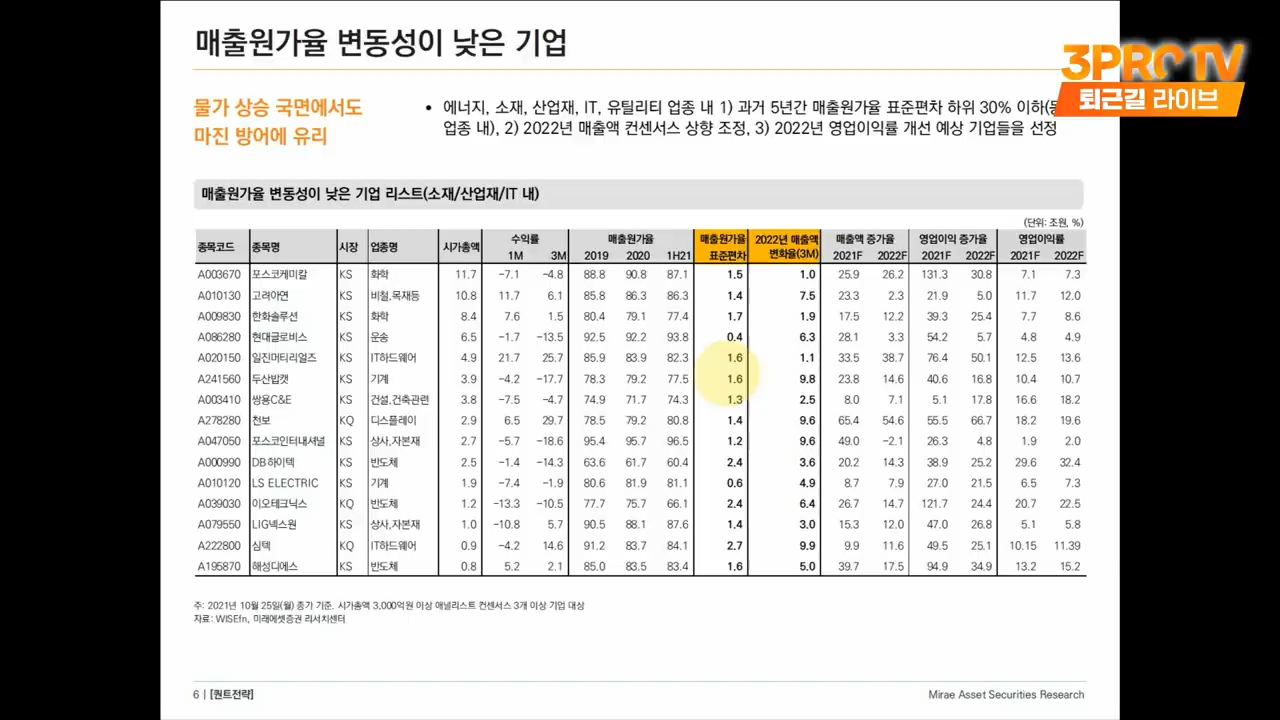 매출원가율 변동성이 낮은 기업
3PRO TV
퇴근길 라이브
물가 상승 국면에서도
마진 방어에 유리
• 에너지, 소재, 산업재, IT, 유틸리티 업종 내 1) 과거 5년간 매출원가율 표준편차 하위 30% 이하(동
업종 내), 2) 2022년 매출액 컨센서스 상향 조정, 3) 2022년 영업이익률 개선 예상 기업들을 선정
매출원가율 변동성이 낮은 기업 리스트(소재/산업재/IT 내)
(단위: 조원, %)
종목코드 종목명 시장 업종명 시가총액 수익률 매출원가율 매출원가율 2022년 매출액 매출액 증가율 영업이익 증가율 영업이익률
1M 3M 2019 2020 1H21 표준편차 변화율(3M) 2021F 2022F 2021F 2022F 2021F 2022F
A003670 포스코케미칼 KS 화학 11.7 -7.1 -4.8 88.8 90.8 87.1 1.5 1.0 25.9 26.2 131.3 30.8 7.1 7.3
A010130 고려아연 KS 비철,목재등 10.8 11.7 6.1 85.8 86.3 86.3 1.4 7.5 23.3 2.3 21.9 5.0 11.7 12.0
A009830 한화솔루션 KS 화학 8.4 7.6 1.5 80.4 79.1 77.4 1.7 1.9 17.5 12.2 39.3 25.4 7.7 8.6
A086280 현대글로비스 KS 운송 6.5 -1.7 -13.5 92.5 92.2 93.8 0.4 6.3 28.1 3.3 54.2 5.7 4.8 4.9
A020150 일진머티리얼즈 KS IT하드웨어 4.9 21.7 25.7 85.9 83.9 82.3 1.6 1.1 33.5 38.7 76.4 50.1 12.5 13.6
A241560 두산밥캣 KS 기계 3.9 -4.2 -17.7 78.3 79.2 77.5 1.6 9.8 23.8 14.6 40.6 16.8 10.4 10.7
A003410 쌍용C&E KS 건설,건축관련 3.8 -7.5 -4.7 74.9 71.7 74.3 1.3 2.5 8.0 7.1 5.1 17.8 16.6 18.2
A278280 천보 KQ 디스플레이 2.9 6.5 29.7 78.5 79.2 80.8 1.4 9.6 65.4 54.6 55.5 66.7 18.2 19.6
A047050 포스코인터내셔널 KS 상사,자본재 2.7 -5.7 -18.6 95.4 95.7 96.5 1.2 9.6 49.0 -2.1 26.3 4.8 1.9 2.0
A000990 DB하이텍 KS 반도체 2.5 -1.4 -14.3 63.6 61.7 60.4 2.4 3.6 20.2 14.3 38.9 25.2 29.6 32.4
A010120 LS ELECTRIC KS 기계 1.9 -7.4 -1.9 80.6 81.9 81.1 0.6 4.9 8.7 7.9 27.0 21.5 6.5 7.3
A039030 이오테크닉스 KQ 반도체 1.2 -13.3 -10.5 77.7 75.7 66.1 2.4 6.4 26.7 14.7 121.7 24.4 20.7 22.5
A079550 LIG넥스원 KS 상사,자본재 1.0 -10.8 5.7 90.5 88.1 87.6 1.4 3.0 15.3 12.0 47.0 26.8 5.1 5.8
A222800 심텍 KQ IT하드웨어 0.9 -4.2 14.6 91.2 83.7 84.1 2.7 9.9 9.9 11.6 49.5 25.1 10.15 11.39
A195870 해성디에스 KS 반도체 0.8 5.2 2.1 85.0 83.5 83.4 1.6 5.0 39.7 17.5 94.9 34.9 13.2 15.2
주: 2021년 10월 25일(월) 종가 기준. 시가총액 3,000억원 이상 애널리스트 컨센서스 3개 이상 기업 대상
자료: WISEfn, 미래에셋증권 리서치센터
6 | [퀀트전략]
Mirae Asset Securities Research